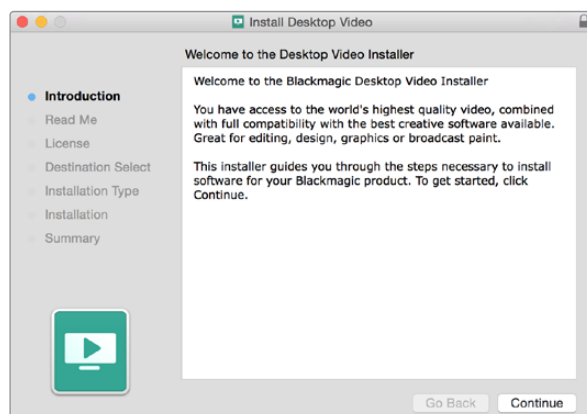 Install Desktop Video
Welcome to the Desktop Video Installer
Introduction
Read Me
License
Destination Select
Installation Type
Installation
Summary
Welcome to the Blackmagic Desktop Video Installer
You have access to the world's highest quality video, combined
with full compatibility with the best creative software available.
Great for editing, design, graphics or broadcast paint.
This installer guides you through the steps necessary to install
software for your Blackmagic product. To get started, click
Continue.
Go Back
Continue